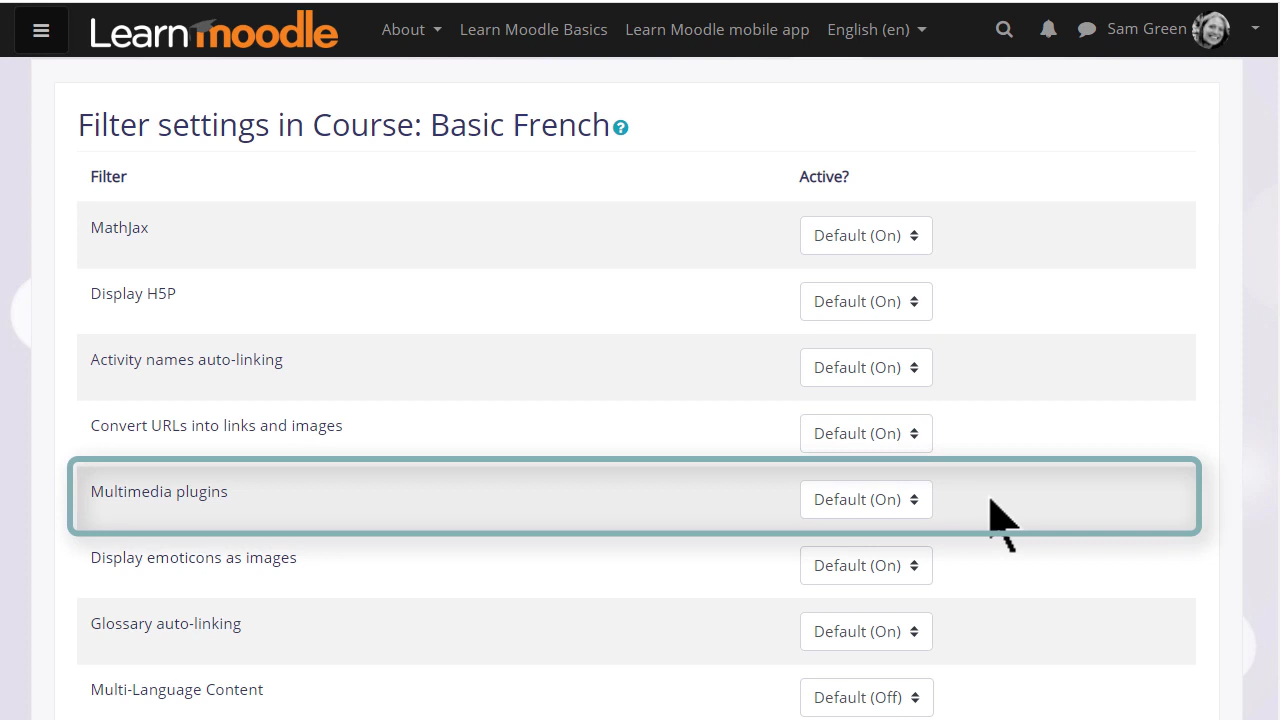 Learn moodle About Learn Moodle Basics Learn Moodle mobile app English (en) Sam Green
Filter settings in Course: Basic French ?
Filter Active?
MathJax Default (On)
Display H5P Default (On)
Activity names auto-linking Default (On)
Convert URLs into links and images Default (On)
Multimedia plugins Default (On)
Display emoticons as images Default (On)
Glossary auto-linking Default (On)
Multi-Language Content Default (Off)